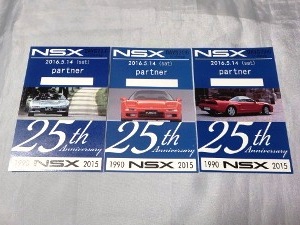 NSX
2016.5.14 (sat)
partner
25th
Anniversary
1990 NSX 2015
NSX
2016.5.14 (sat)
partner
25th
Anniversary
1990 NSX 2015
NSX
2016.5.14 (sat)
partner
25th
Anniversary
1990 NSX 2015